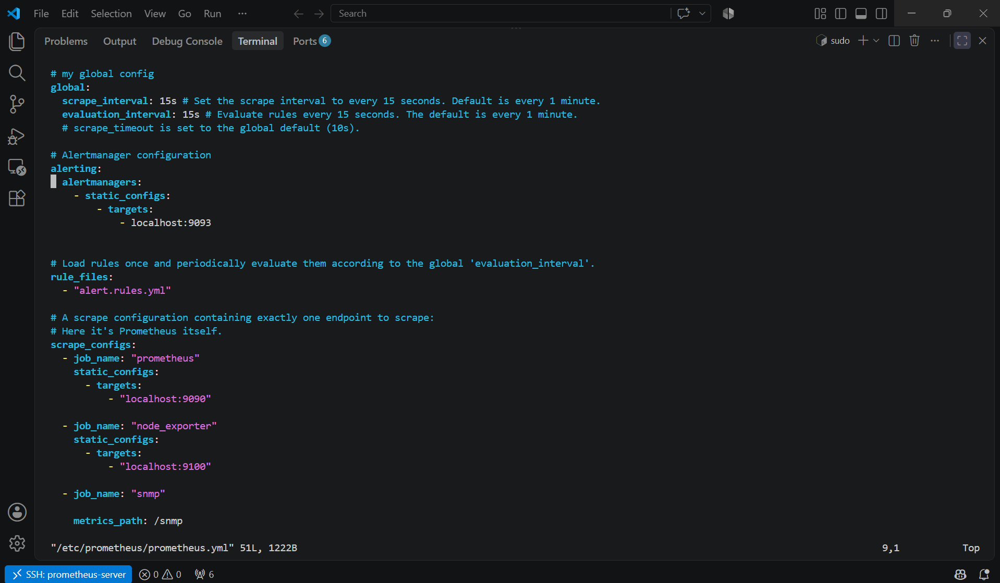 File Edit Selection View Go Run ··· Search
Problems Output Debug Console Terminal Ports 6 sudo
# my global config
global:
  scrape_interval: 15s # Set the scrape interval to every 15 seconds. Default is every 1 minute.
  evaluation_interval: 15s # Evaluate rules every 15 seconds. The default is every 1 minute.
  # scrape_timeout is set to the global default (10s).
# Alertmanager configuration
alerting:
  alertmanagers:
    - static_configs:
        - targets:
            - localhost:9093
# Load rules once and periodically evaluate them according to the global 'evaluation_interval'.
rule_files:
  - "alert.rules.yml"
# A scrape configuration containing exactly one endpoint to scrape:
# Here it's Prometheus itself.
scrape_configs:
  - job_name: "prometheus"
    static_configs:
      - targets:
          - "localhost:9090"
  - job_name: "node_exporter"
    static_configs:
      - targets:
          - "localhost:9100"
  - job_name: "snmp"
    metrics_path: /snmp
"/etc/prometheus/prometheus.yml" 51L, 1222B 9,1 Top
SSH: prometheus-server 0 0 6